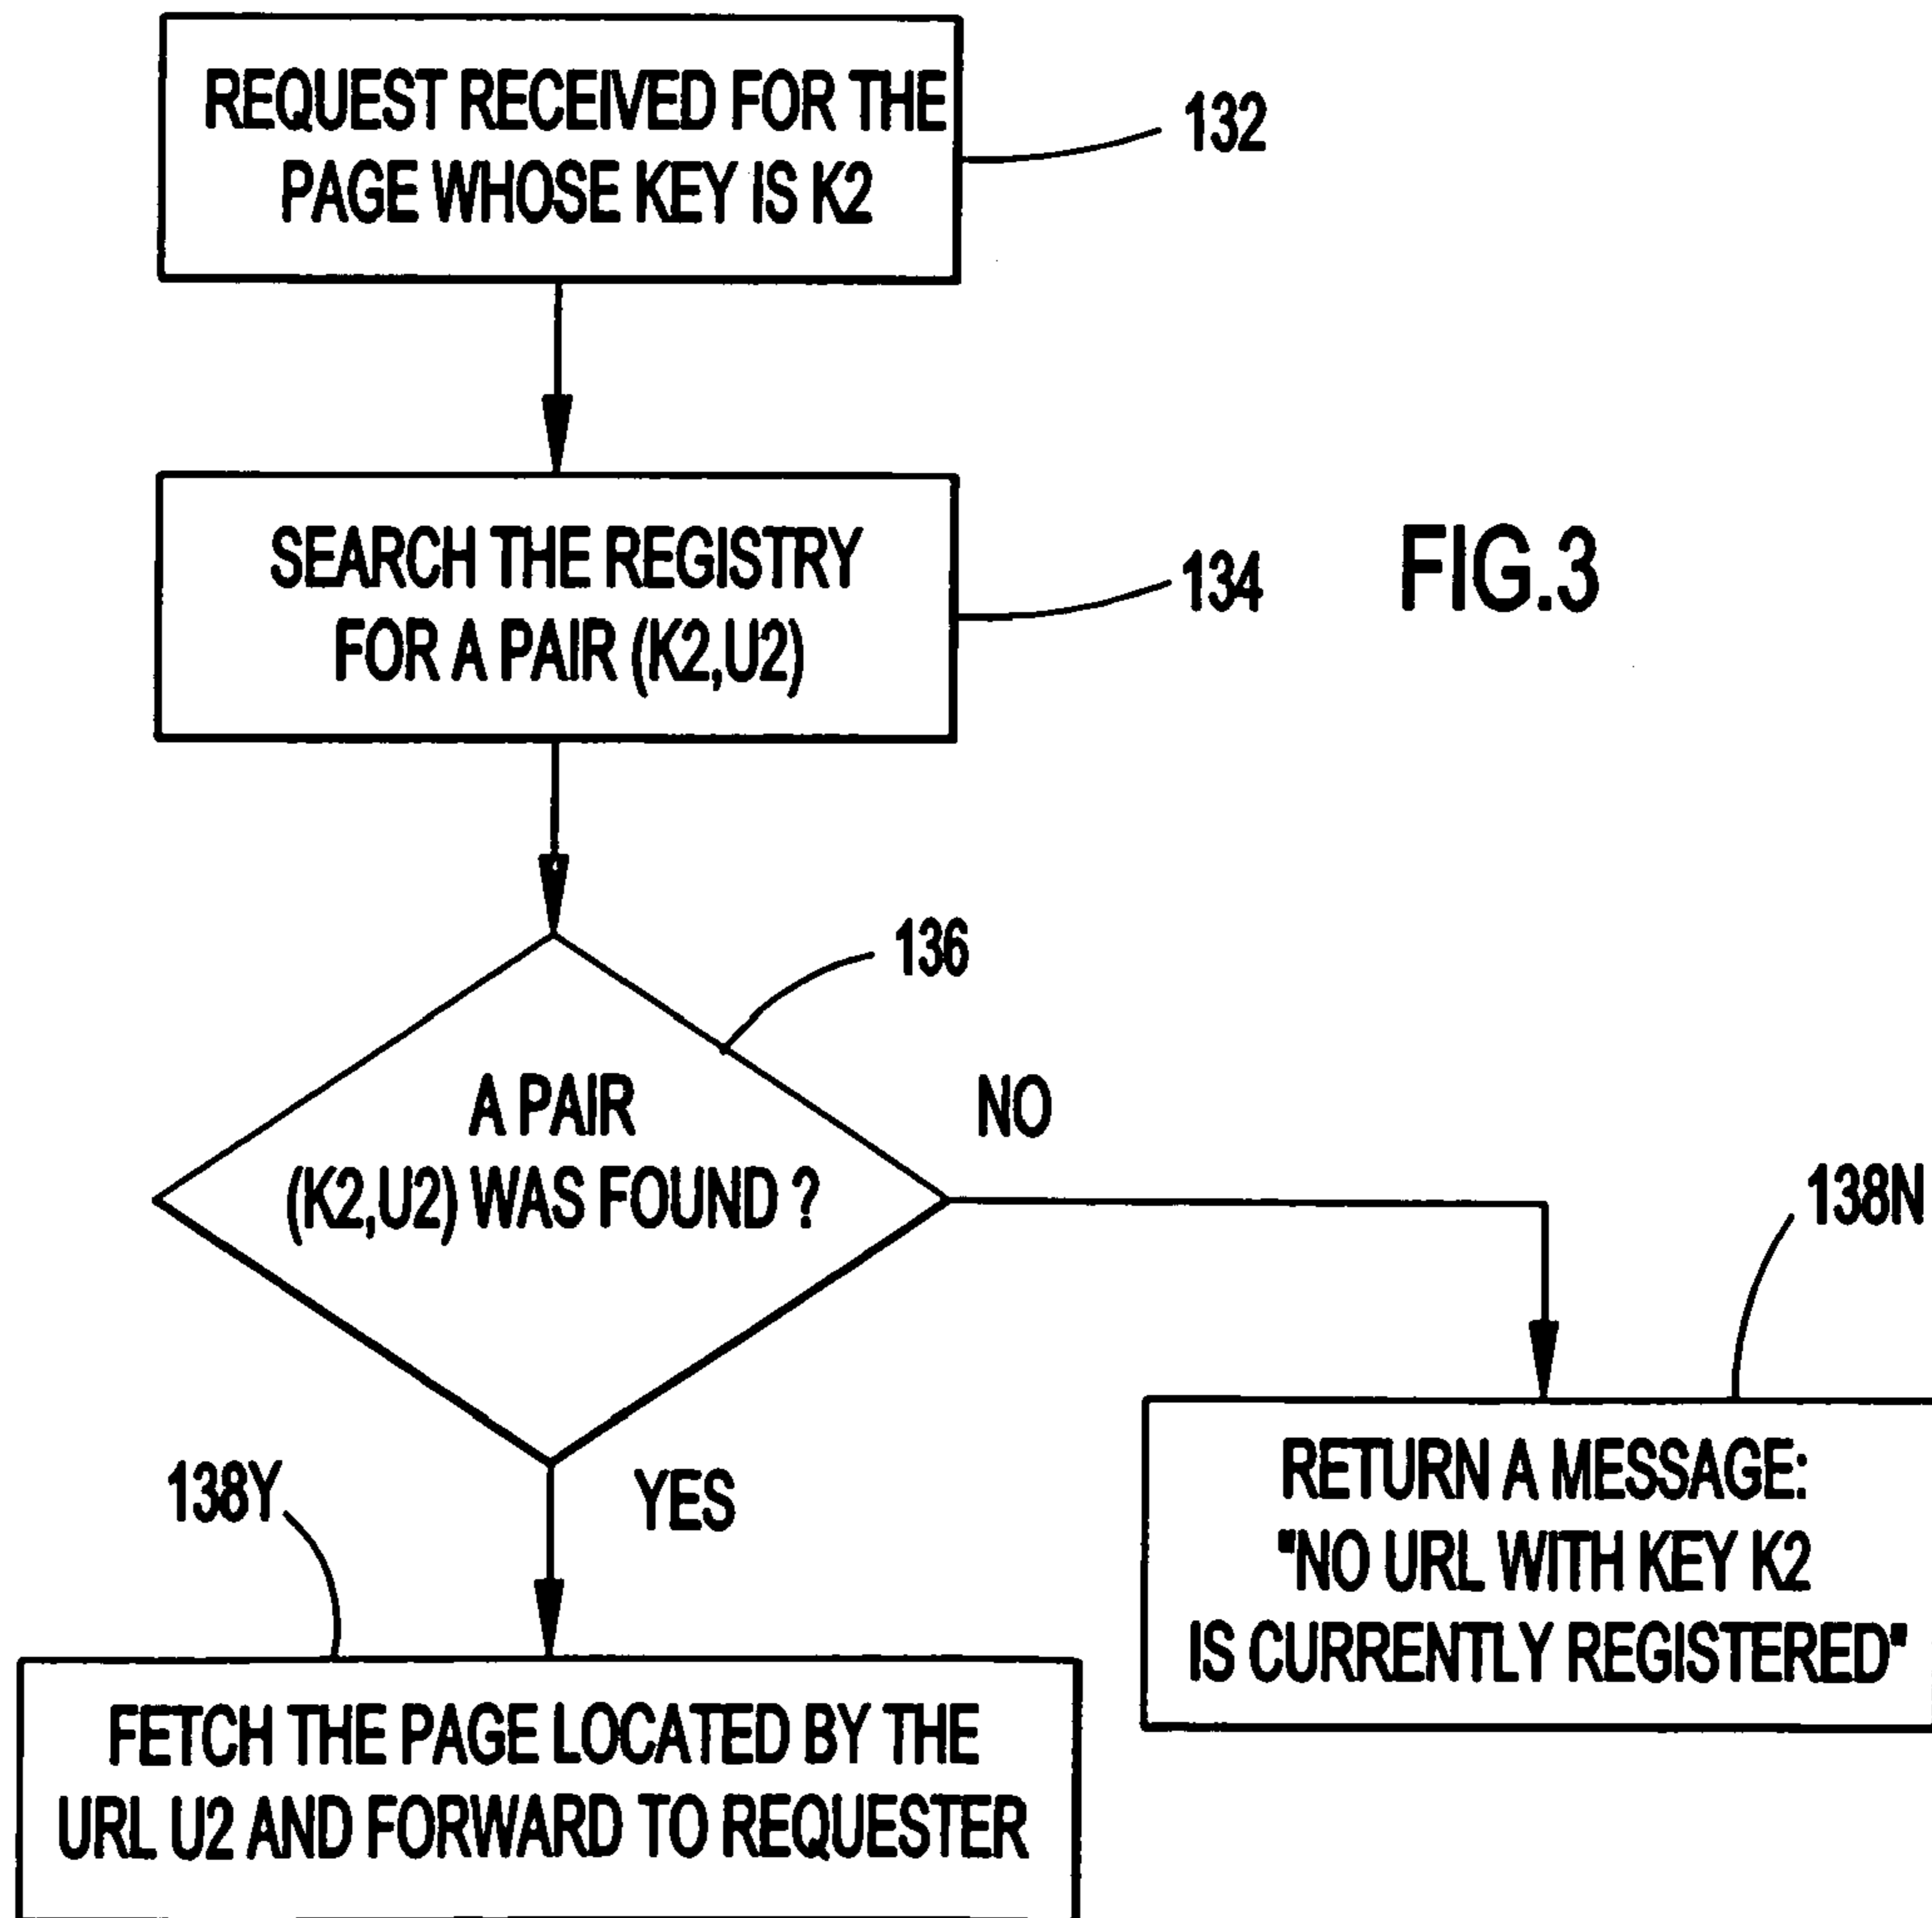 REQUEST RECEIVED FOR THE
PAGE WHOSE KEY IS K2
132
SEARCH THE REGISTRY
FOR A PAIR (K2,U2)
134
FIG.3
136
A PAIR
(K2,U2) WAS FOUND ?
NO
138N
RETURN A MESSAGE:
"NO URL WITH KEY K2
IS CURRENTLY REGISTERED"
138Y
YES
FETCH THE PAGE LOCATED BY THE
URL U2 AND FORWARD TO REQUESTER